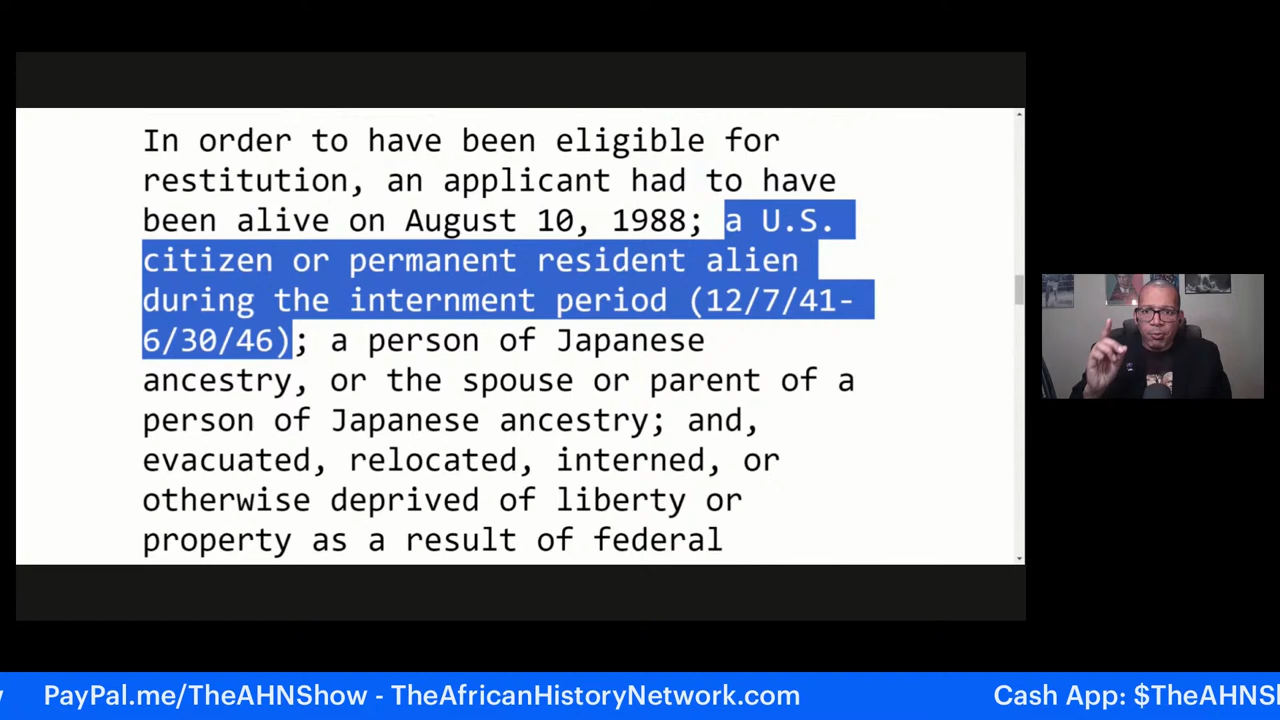 In order to have been eligible for
restitution, an applicant had to have
been alive on August 10, 1988; a U.S.
citizen or permanent resident alien
during the internment period (12/7/41-
6/30/46); a person of Japanese
ancestry, or the spouse or parent of a
person of Japanese ancestry; and,
evacuated, relocated, interned, or
otherwise deprived of liberty or
property as a result of federal
PayPal.me/TheAHNShow - TheAfricanHistoryNetwork.com Cash App: $TheAHNS